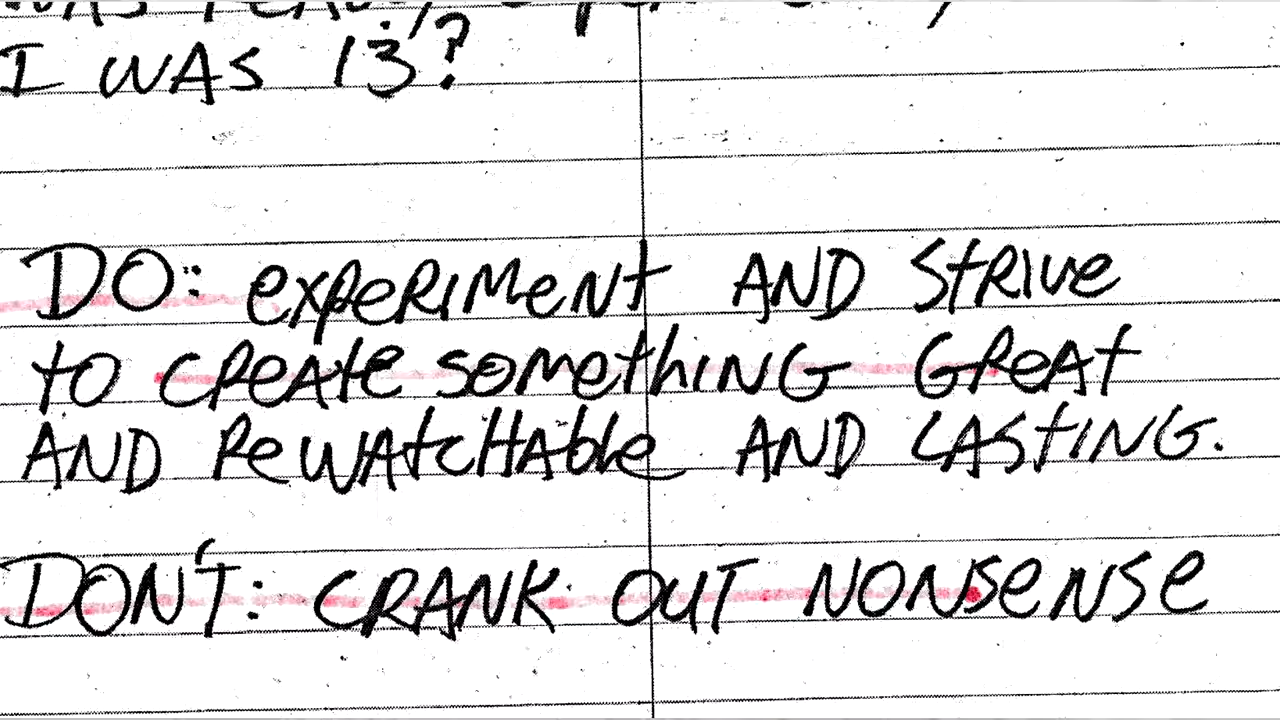 I WAS 13?
DO: experiment AND Strive
to create something Great
AND Rewatchable AND LASTING.
DON'T: CRANK OUT NONSENSE